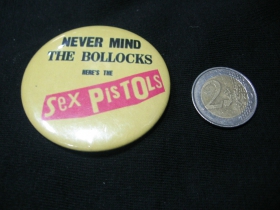 NEVER MIND
THE BOLLOCKS
HERE'S THE
SEX PISTOLS
2